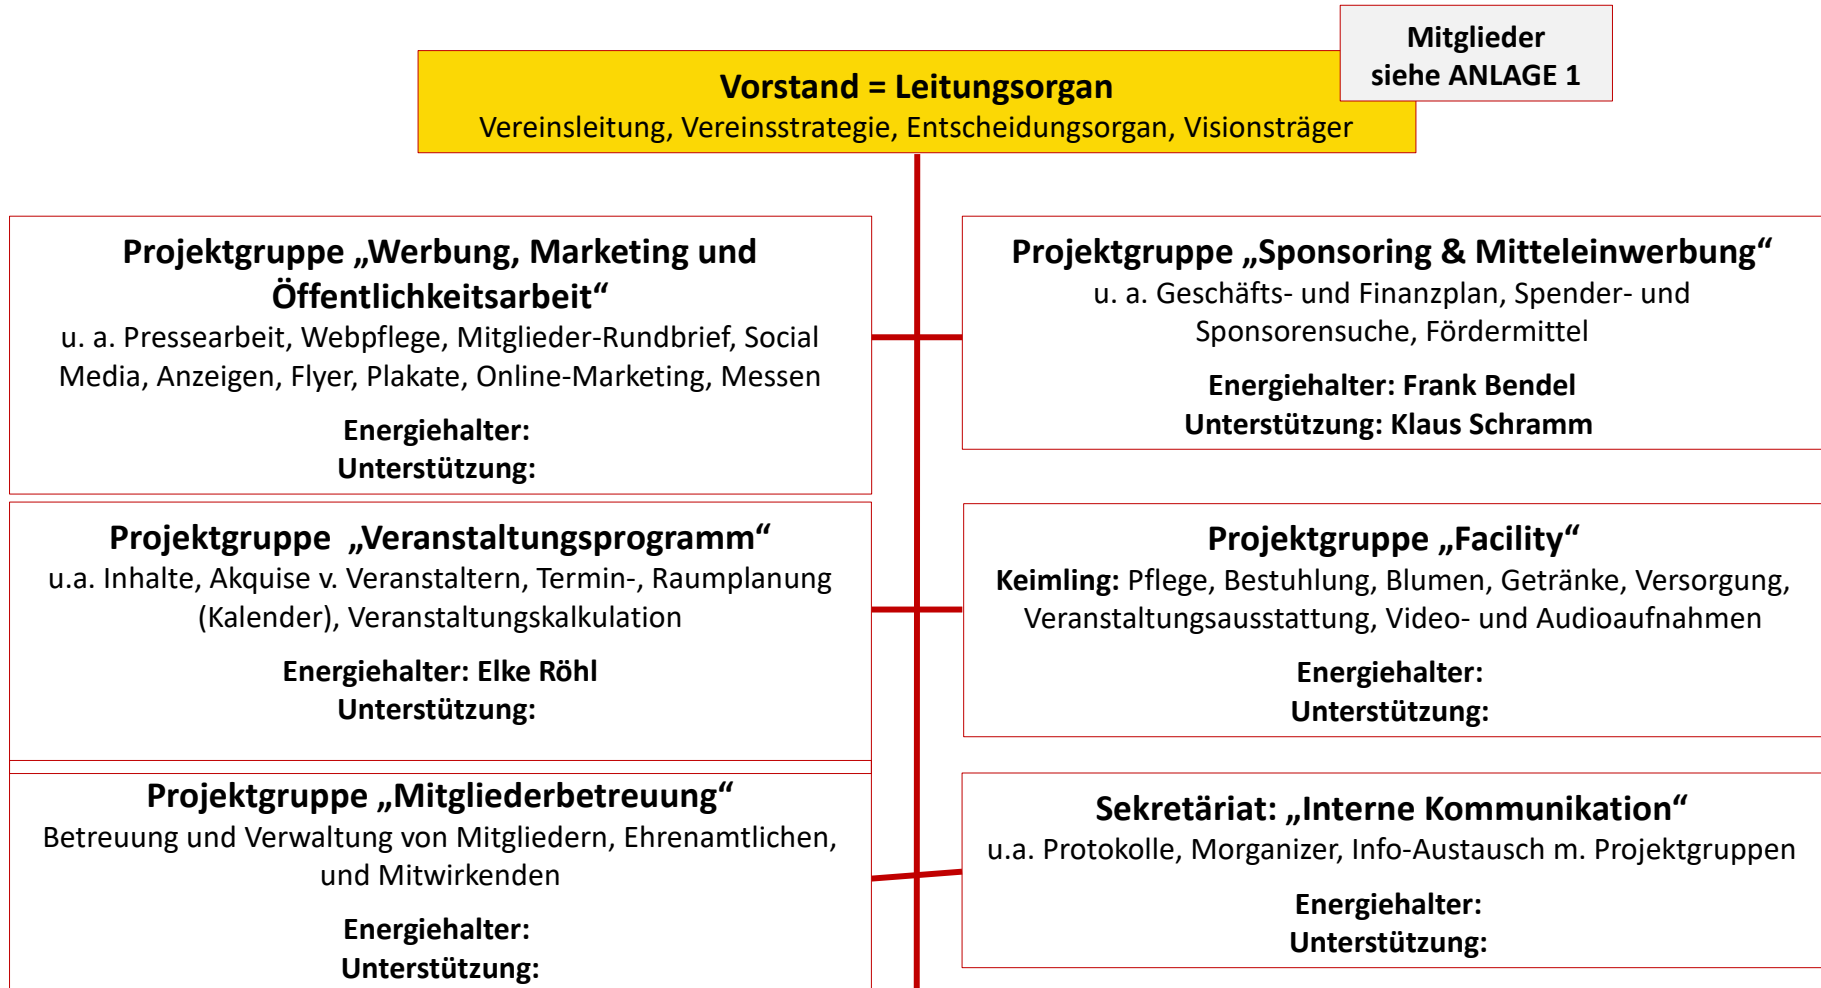 Mitglieder
siehe ANLAGE 1
Vorstand = Leitungsorgan
Vereinsleitung, Vereinsstrategie, Entscheidungsorgan, Visionsträger
Projektgruppe „Werbung, Marketing und
Öffentlichkeitsarbeit“
u. a. Pressearbeit, Webpflege, Mitglieder-Rundbrief, Social
Media, Anzeigen, Flyer, Plakate, Online-Marketing, Messen
Energiehalter:
Unterstützung:
Projektgruppe „Sponsoring & Mitteleinwerbung“
u. a. Geschäfts- und Finanzplan, Spender- und
Sponsorensuche, Fördermittel
Energiehalter: Frank Bendel
Unterstützung: Klaus Schramm
Projektgruppe „Veranstaltungsprogramm“
u.a. Inhalte, Akquise v. Veranstaltern, Termin-, Raumplanung
(Kalender), Veranstaltungskalkulation
Energiehalter: Elke Röhl
Unterstützung:
Projektgruppe „Facility“
Keimling: Pflege, Bestuhlung, Blumen, Getränke, Versorgung,
Veranstaltungsausstattung, Video- und Audioaufnahmen
Energiehalter:
Unterstützung:
Projektgruppe „Mitgliederbetreuung“
Betreuung und Verwaltung von Mitgliedern, Ehrenamtlichen,
und Mitwirkenden
Energiehalter:
Unterstützung:
Sekretäriat: „Interne Kommunikation“
u.a. Protokolle, Morganizer, Info-Austausch m. Projektgruppen
Energiehalter:
Unterstützung: